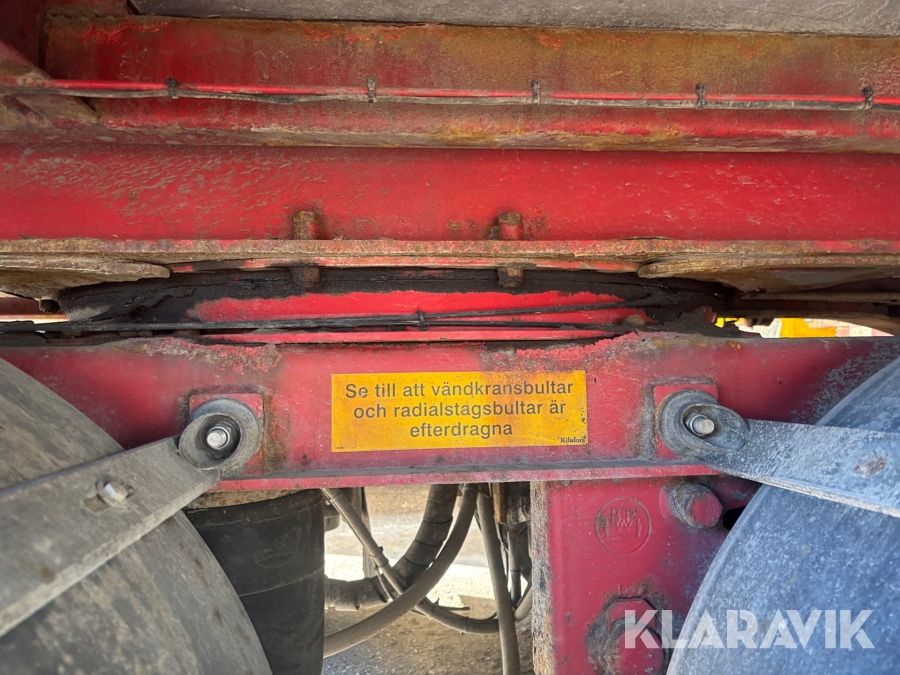 Se till att vändkransbultar
och radialstagsbultar är
efterdragna
Kilafors
KLARAVIK